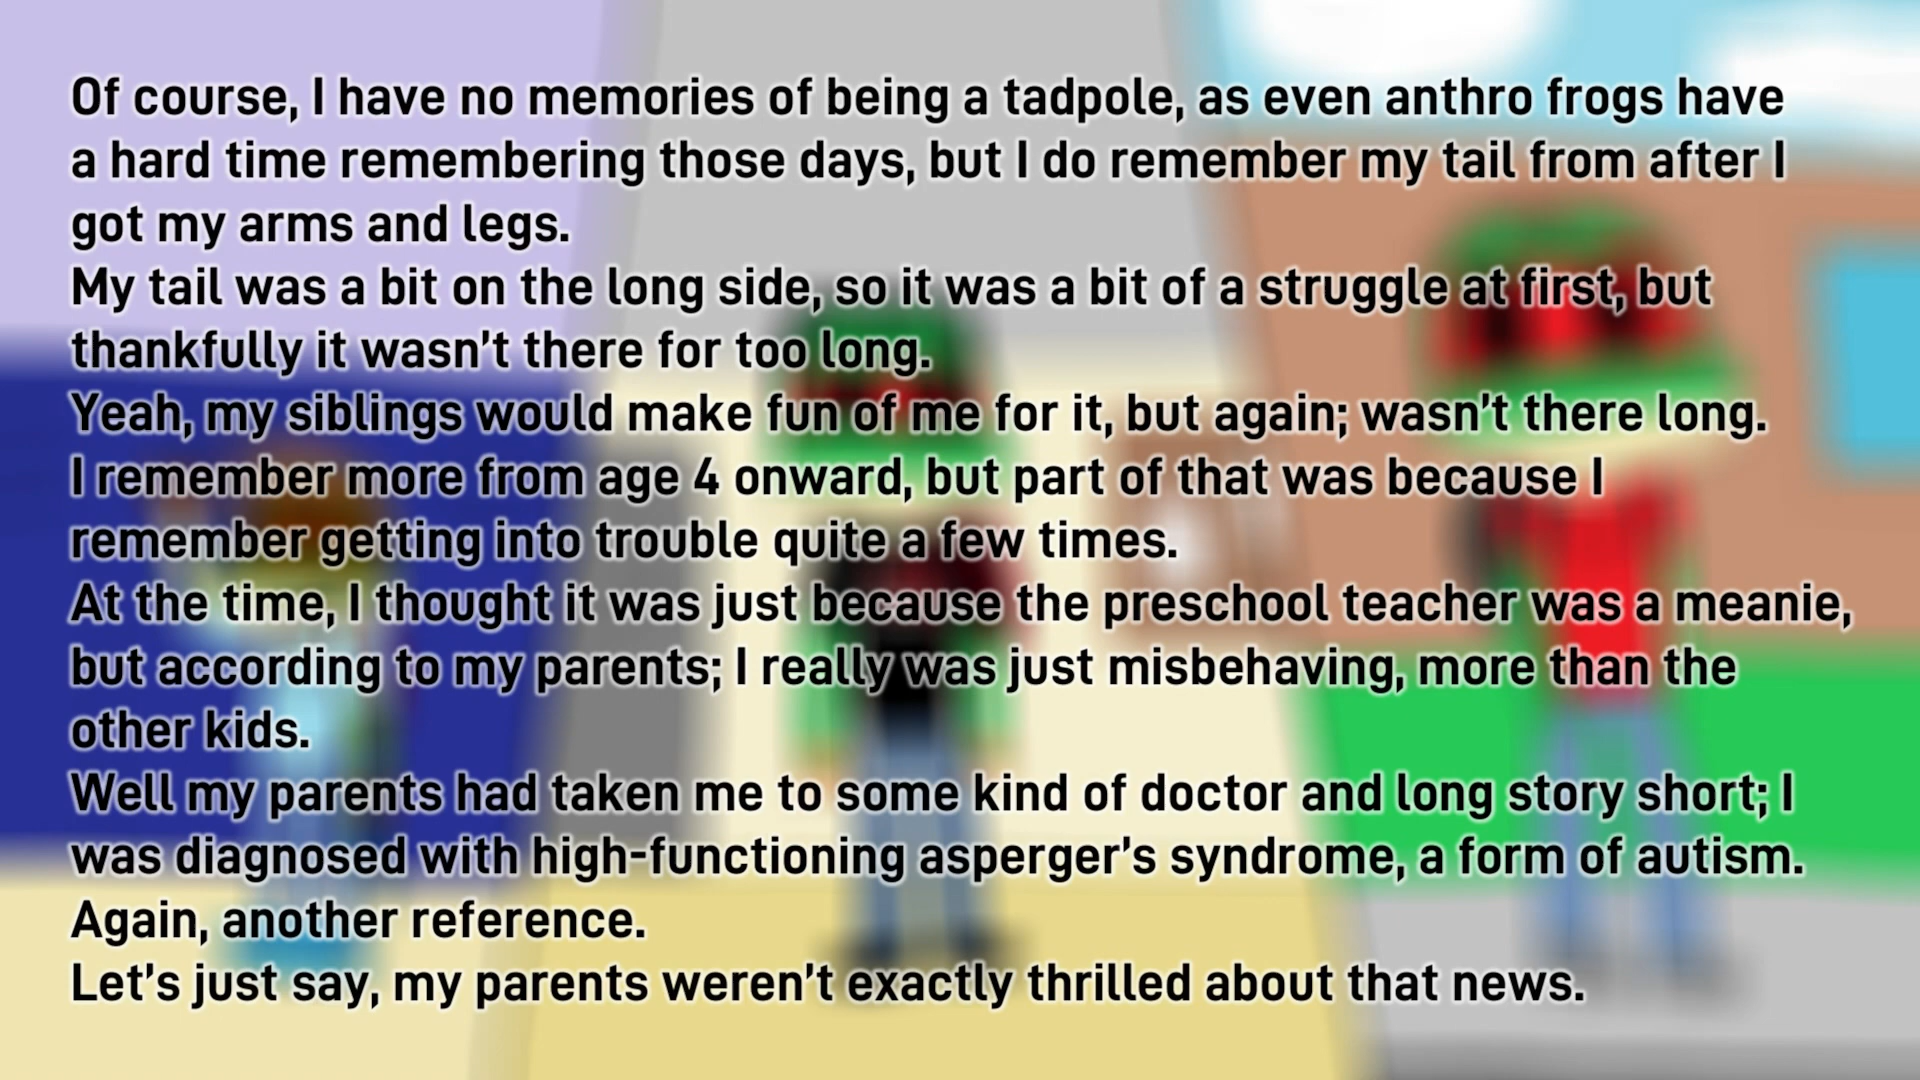 Of course, I have no memories of being a tadpole, as even anthro frogs have
a hard time remembering those days, but I do remember my tail from after I
got my arms and legs.
My tail was a bit on the long side, so it was a bit of a struggle at first, but
thankfully it wasn't there for too long.
Yeah, my siblings would make fun of me for it, but again; wasn't there long.
I remember more from age 4 onward, but part of that was because I
remember getting into trouble quite a few times.
At the time, I thought it was just because the preschool teacher was a meanie,
but according to my parents; I really was just misbehaving, more than the
other kids.
Well my parents had taken me to some kind of doctor and long story short; I
was diagnosed with high-functioning asperger's syndrome, a form of autism.
Again, another reference.
Let's just say, my parents weren't exactly thrilled about that news.